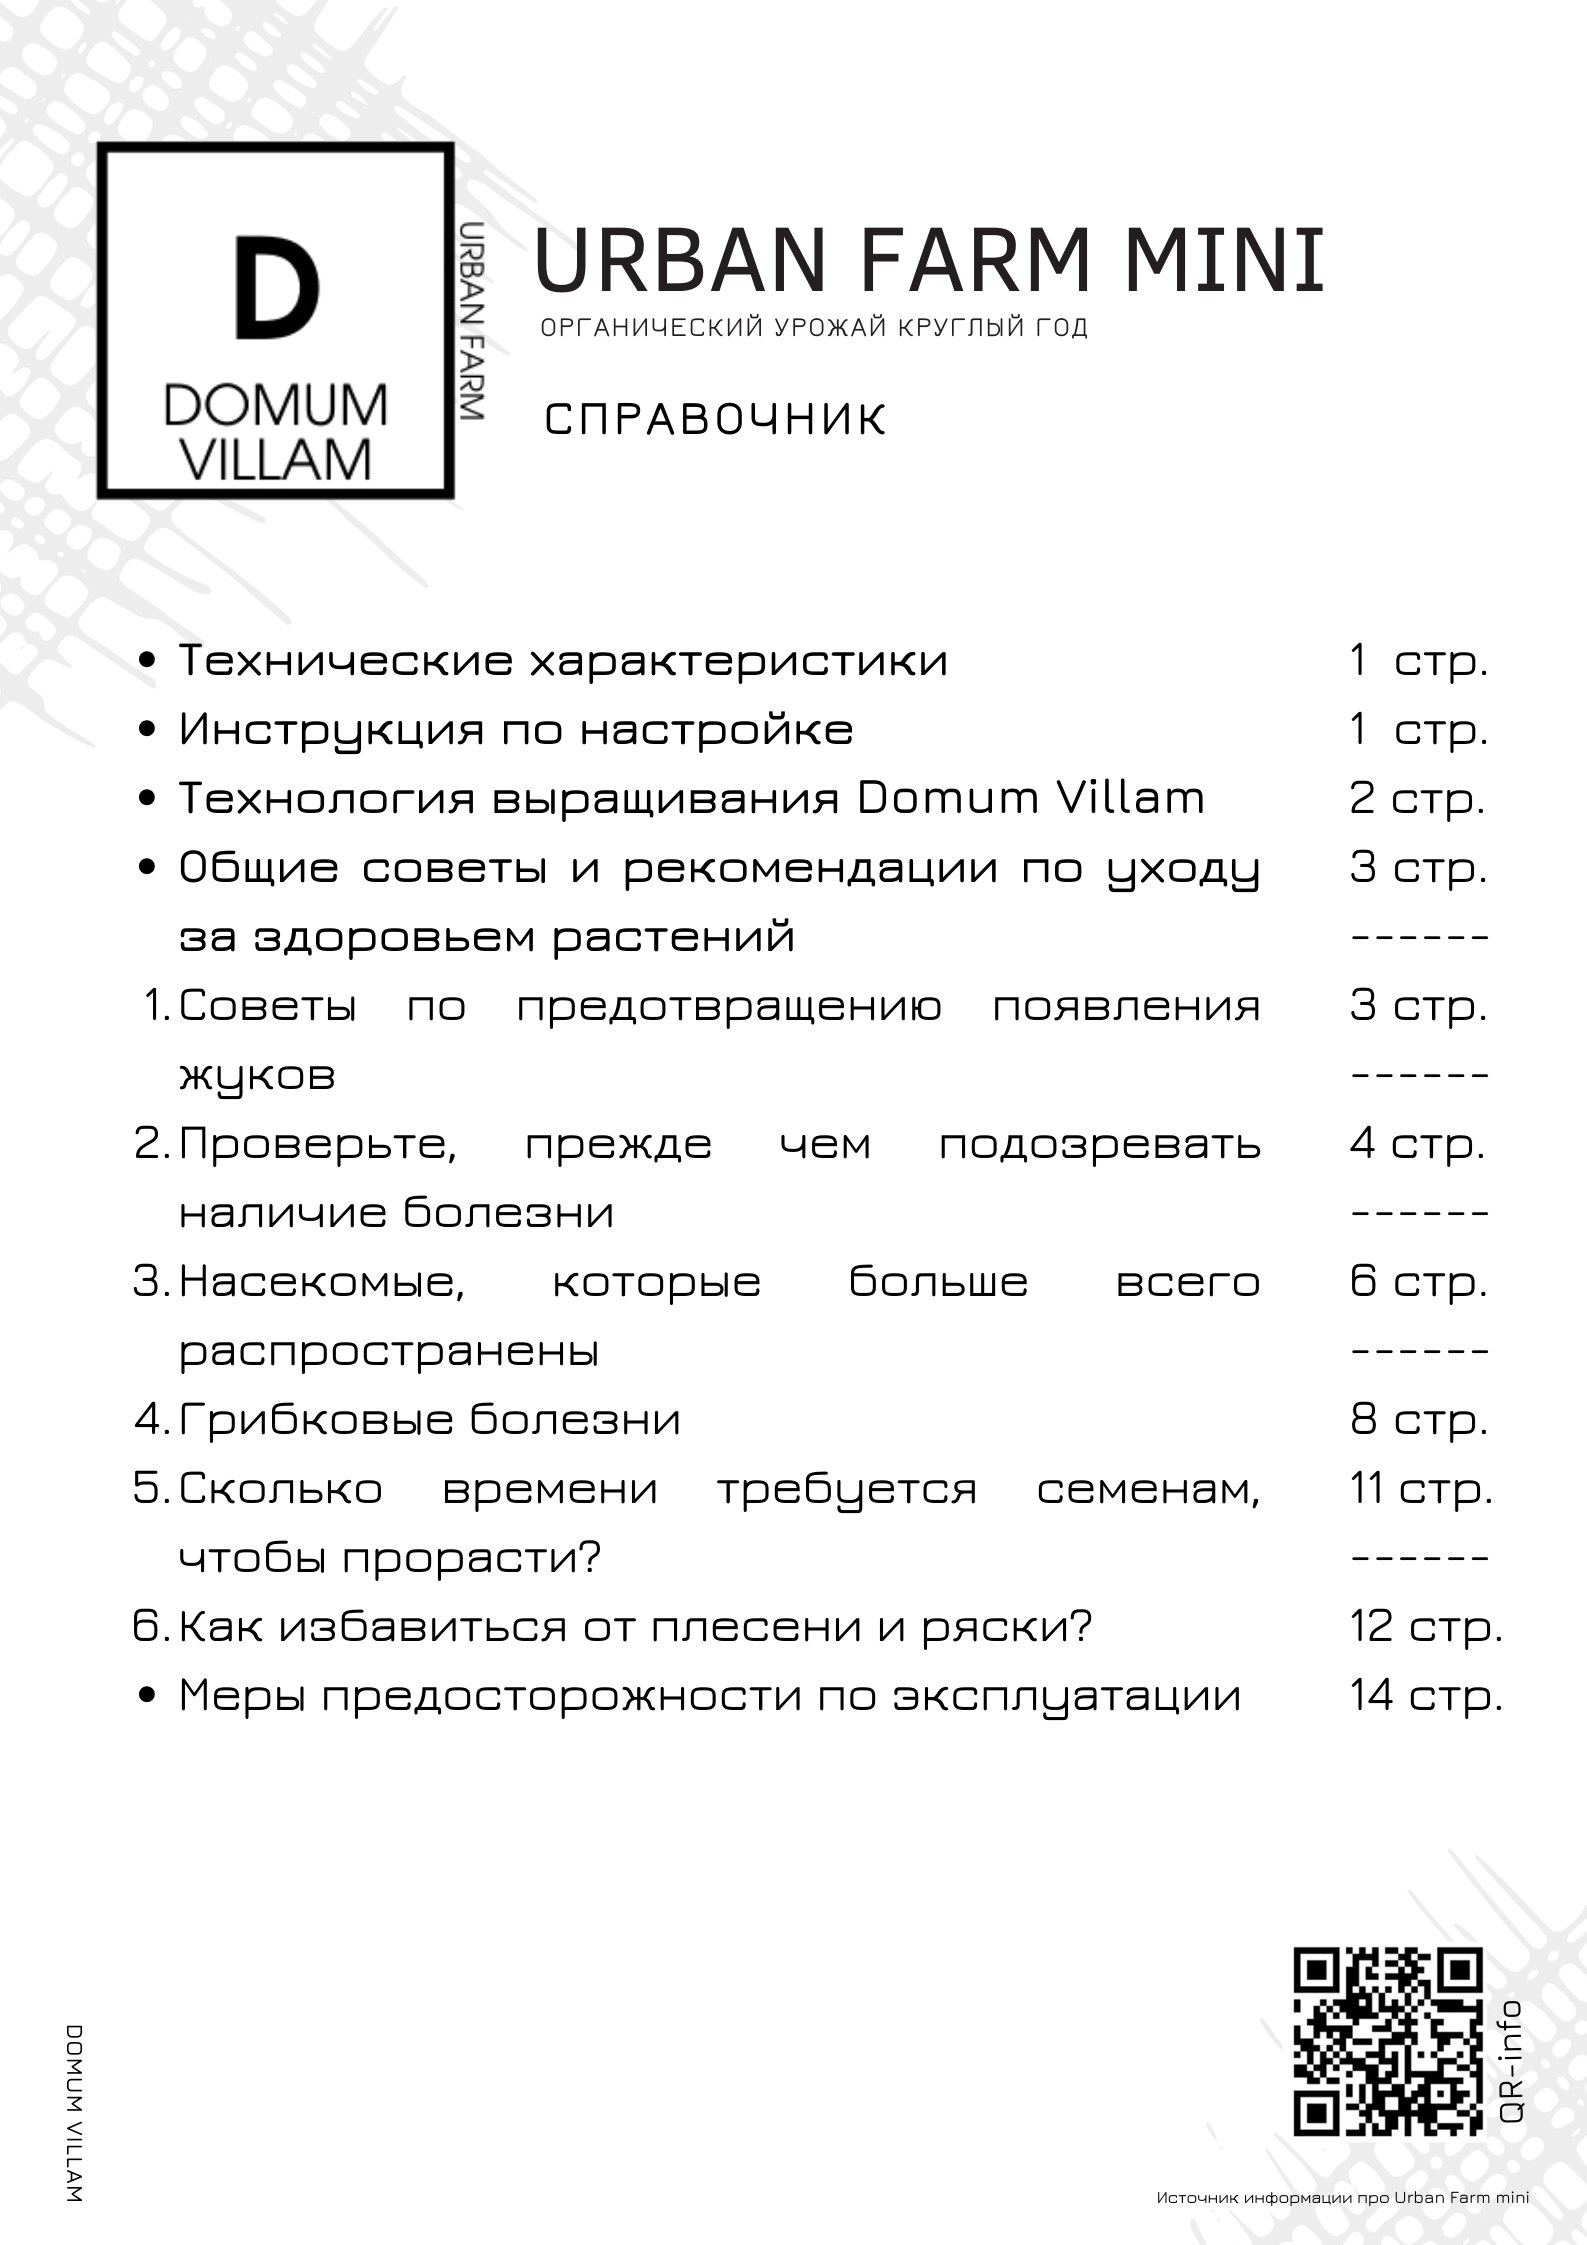 D
DOMUM
VILLAM
URBAN FARM
URBAN FARM MINI
ОРГАНИЧЕСКИЙ УРОЖАЙ КРУГЛЫЙ ГОД
СПРАВОЧНИК
• Технические характеристики 1 стр.
• Инструкция по настройке 1 стр.
• Технология выращивания Domum Villam 2 стр.
• Общие советы и рекомендации по уходу 3 стр.
за здоровьем растений ------
1. Советы по предотвращению появления 3 стр.
жуков ------
2. Проверьте, прежде чем подозревать 4 стр.
наличие болезни ------
3. Насекомые, которые больше всего 6 стр.
распространены ------
4. Грибковые болезни 8 стр.
5. Сколько времени требуется семенам, 11 стр.
чтобы прорасти? ------
6. Как избавиться от плесени и ряски? 12 стр.
• Меры предосторожности по эксплуатации 14 стр.
DOMUM VILLAM
QR-info
Источник информации про Urban Farm mini